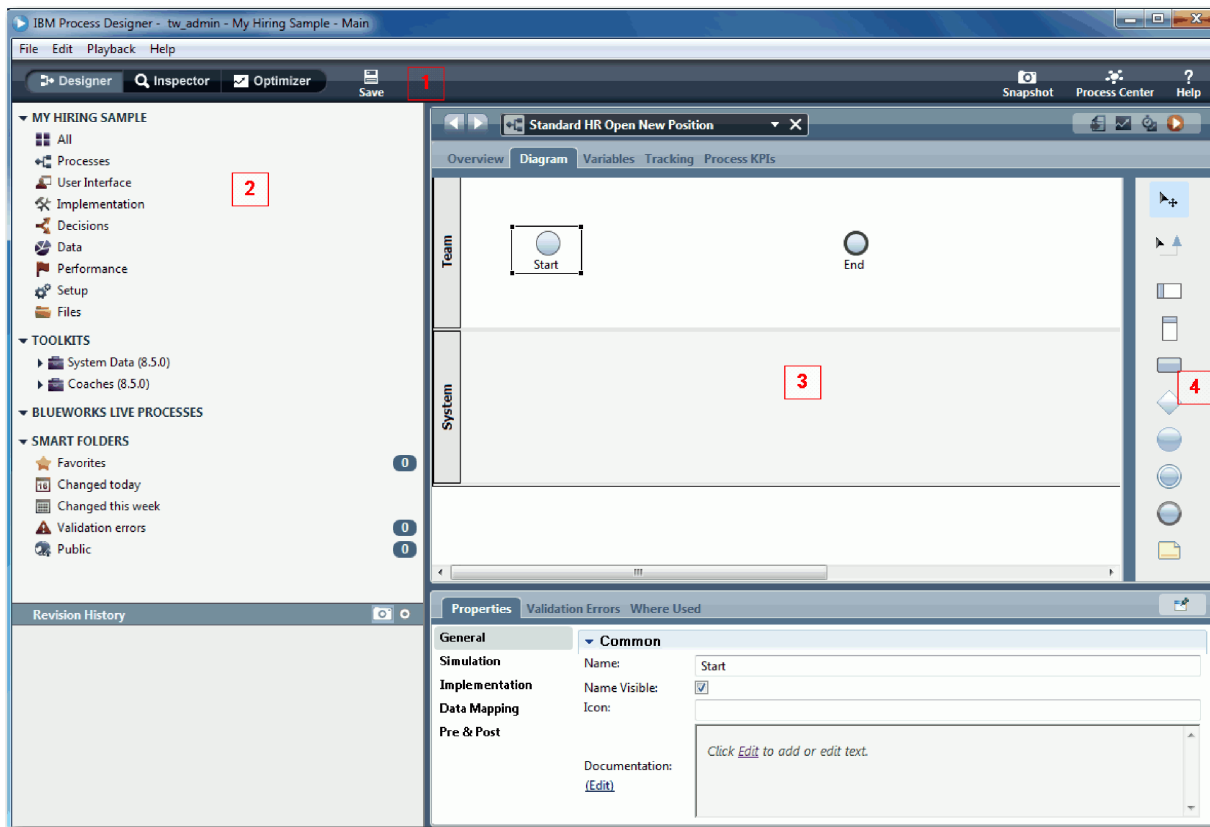 IBM Process Designer - tw_admin - My Hiring Sample - Main
File Edit Playback Help
Designer Inspector Optimizer Save 1 Snapshot Process Center Help
MY HIRING SAMPLE
All
Processes
User Interface
2
Implementation
Decisions
Data
Performance
Setup
Files
TOOLKITS
System Data (8.5.0)
Coaches (8.5.0)
BLUEWORKS LIVE PROCESSES
SMART FOLDERS
Favorites 0
16 Changed today
Changed this week
Validation errors 0
Public 0
Revision History
Standard HR Open New Position
Overview Diagram Variables Tracking Process KPIs
Team
Start
End
System
3
4
Properties Validation Errors Where Used
General
Simulation
Implementation
Data Mapping
Pre & Post
Common
Name: Start
Name Visible:
Icon:
Documentation:
(Edit)
Click Edit to add or edit text.